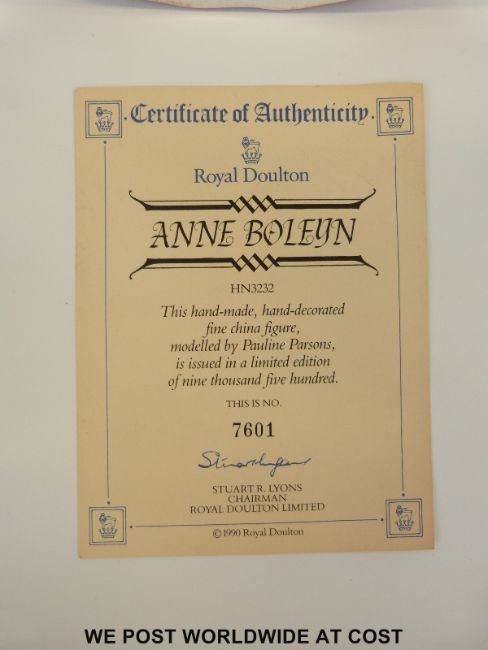 Certificate of Authenticity
Royal Doulton
ANNE BOLEYN
HN3232
This hand-made, hand-decorated
fine china figure,
modelled by Pauline Parsons,
is issued in a limited edition
of nine thousand five hundred.
THIS IS NO.
7601
STUART R. LYONS
CHAIRMAN
ROYAL DOULTON LIMITED
©1990 Royal Doulton
WE POST WORLDWIDE AT COST